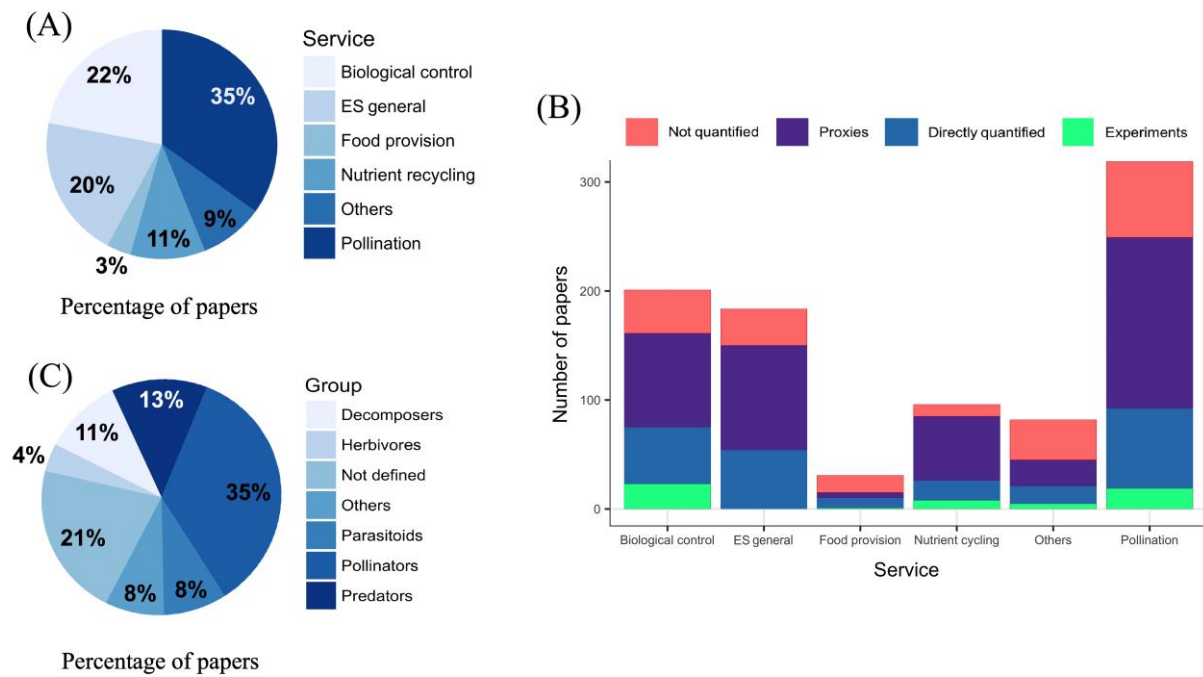 (A)
22%
35%
20%
9%
11%
3%
Percentage of papers
Service
Biological control
ES general
Food provision
Nutrient recycling
Others
Pollination
(B)
Not quantified
Proxies
Directly quantified
Experiments
Number of papers
300
200
100
0
Biological control
ES general
Food provision
Nutrient cycling
Others
Pollination
Service
(C)
13%
11%
4%
35%
21%
8%
8%
Percentage of papers
Group
Decomposers
Herbivores
Not defined
Others
Parasitoids
Pollinators
Predators